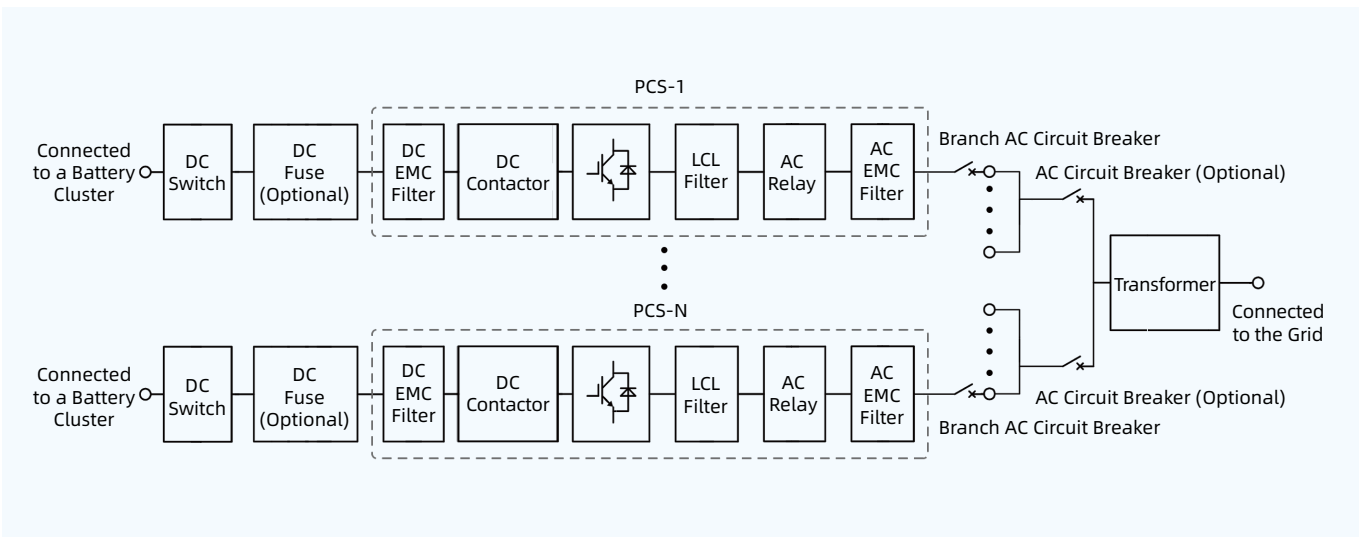 PCS-1
Connected
to a Battery
Cluster
DC
Switch
DC
Fuse
(Optional)
DC
EMC
Filter
DC
Contactor
LCL
Filter
AC
Relay
AC
EMC
Filter
Branch AC Circuit Breaker
AC Circuit Breaker (Optional)
Transformer
Connected
to the Grid
PCS-N
Connected
to a Battery
Cluster
DC
Switch
DC
Fuse
(Optional)
DC
EMC
Filter
DC
Contactor
LCL
Filter
AC
Relay
AC
EMC
Filter
AC Circuit Breaker (Optional)
Branch AC Circuit Breaker